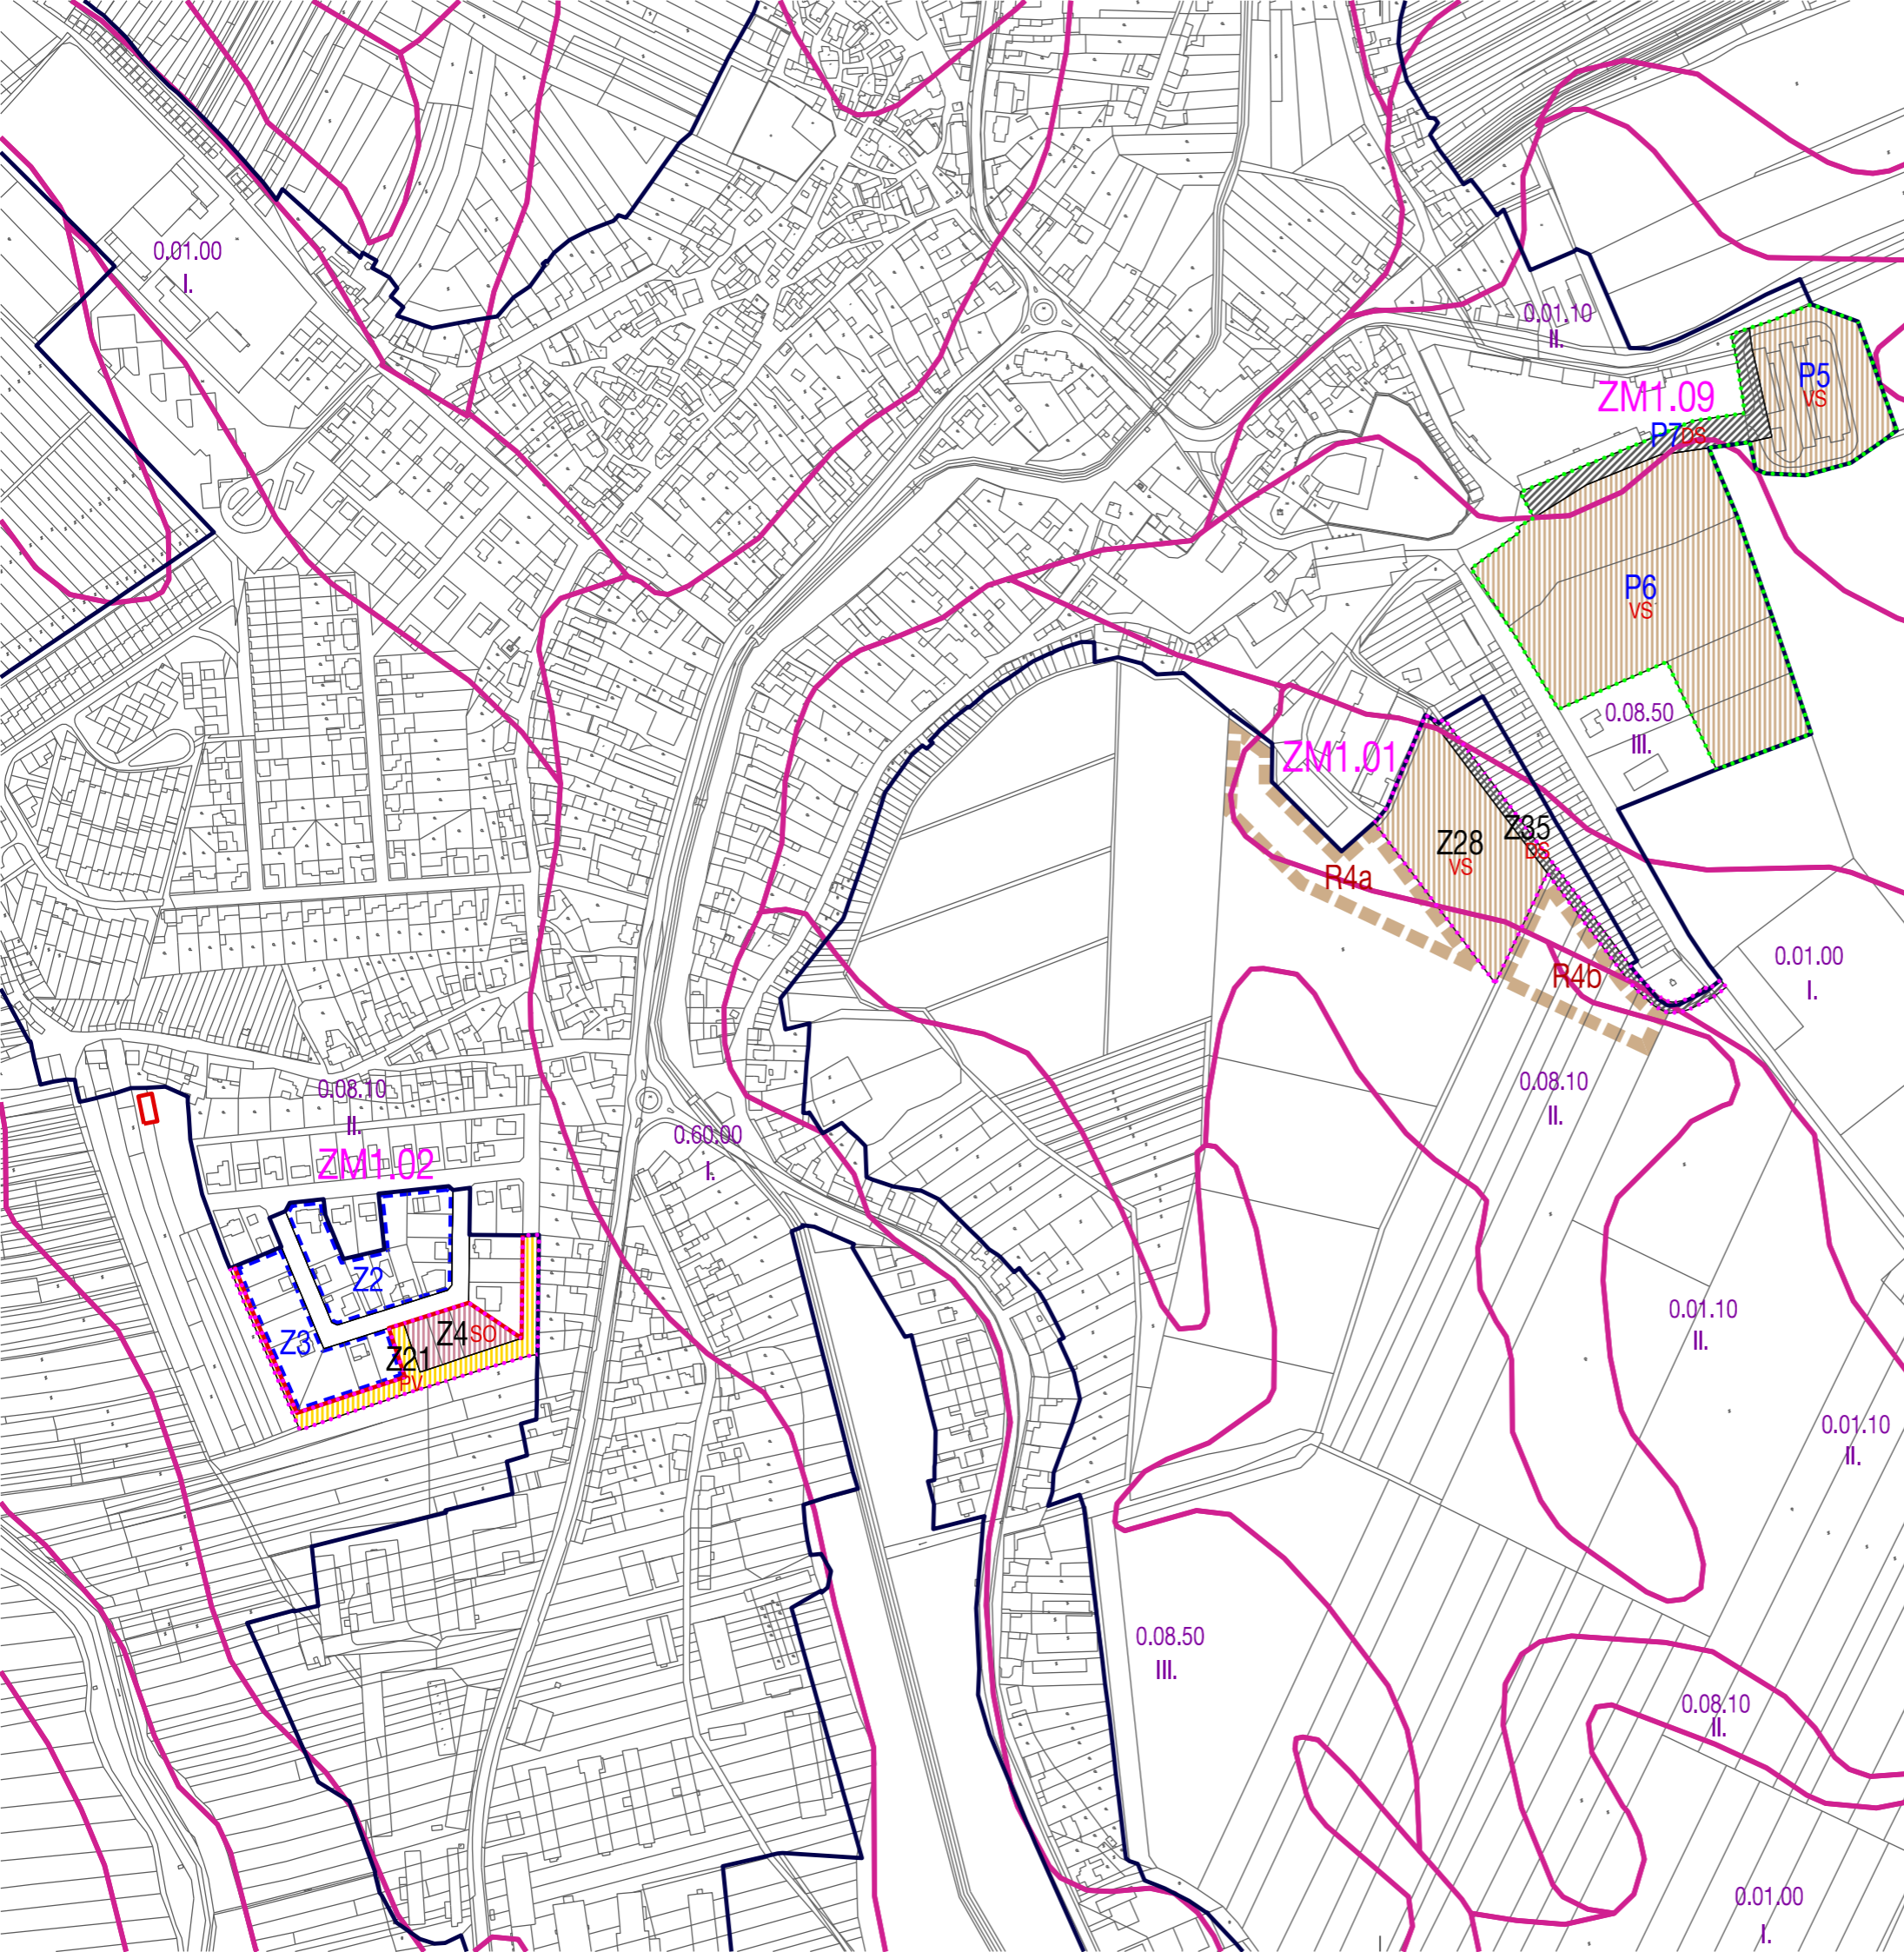 0.01.00
I.
0.01.10
II.
P5
VS
ZM1.09
P7 DS
P6
VS
0.08.50
III.
ZM1.01
Z35
DS
Z28
VS
R4a
R4b
0.01.00
I.
0.08.10
II.
0.08.10
II.
0.60.00
I.
ZM1.02
Z2
Z3
Z4 SO
Z21
PV
0.01.10
II.
0.01.10
II.
0.08.50
III.
0.08.10
II.
0.01.00
I.